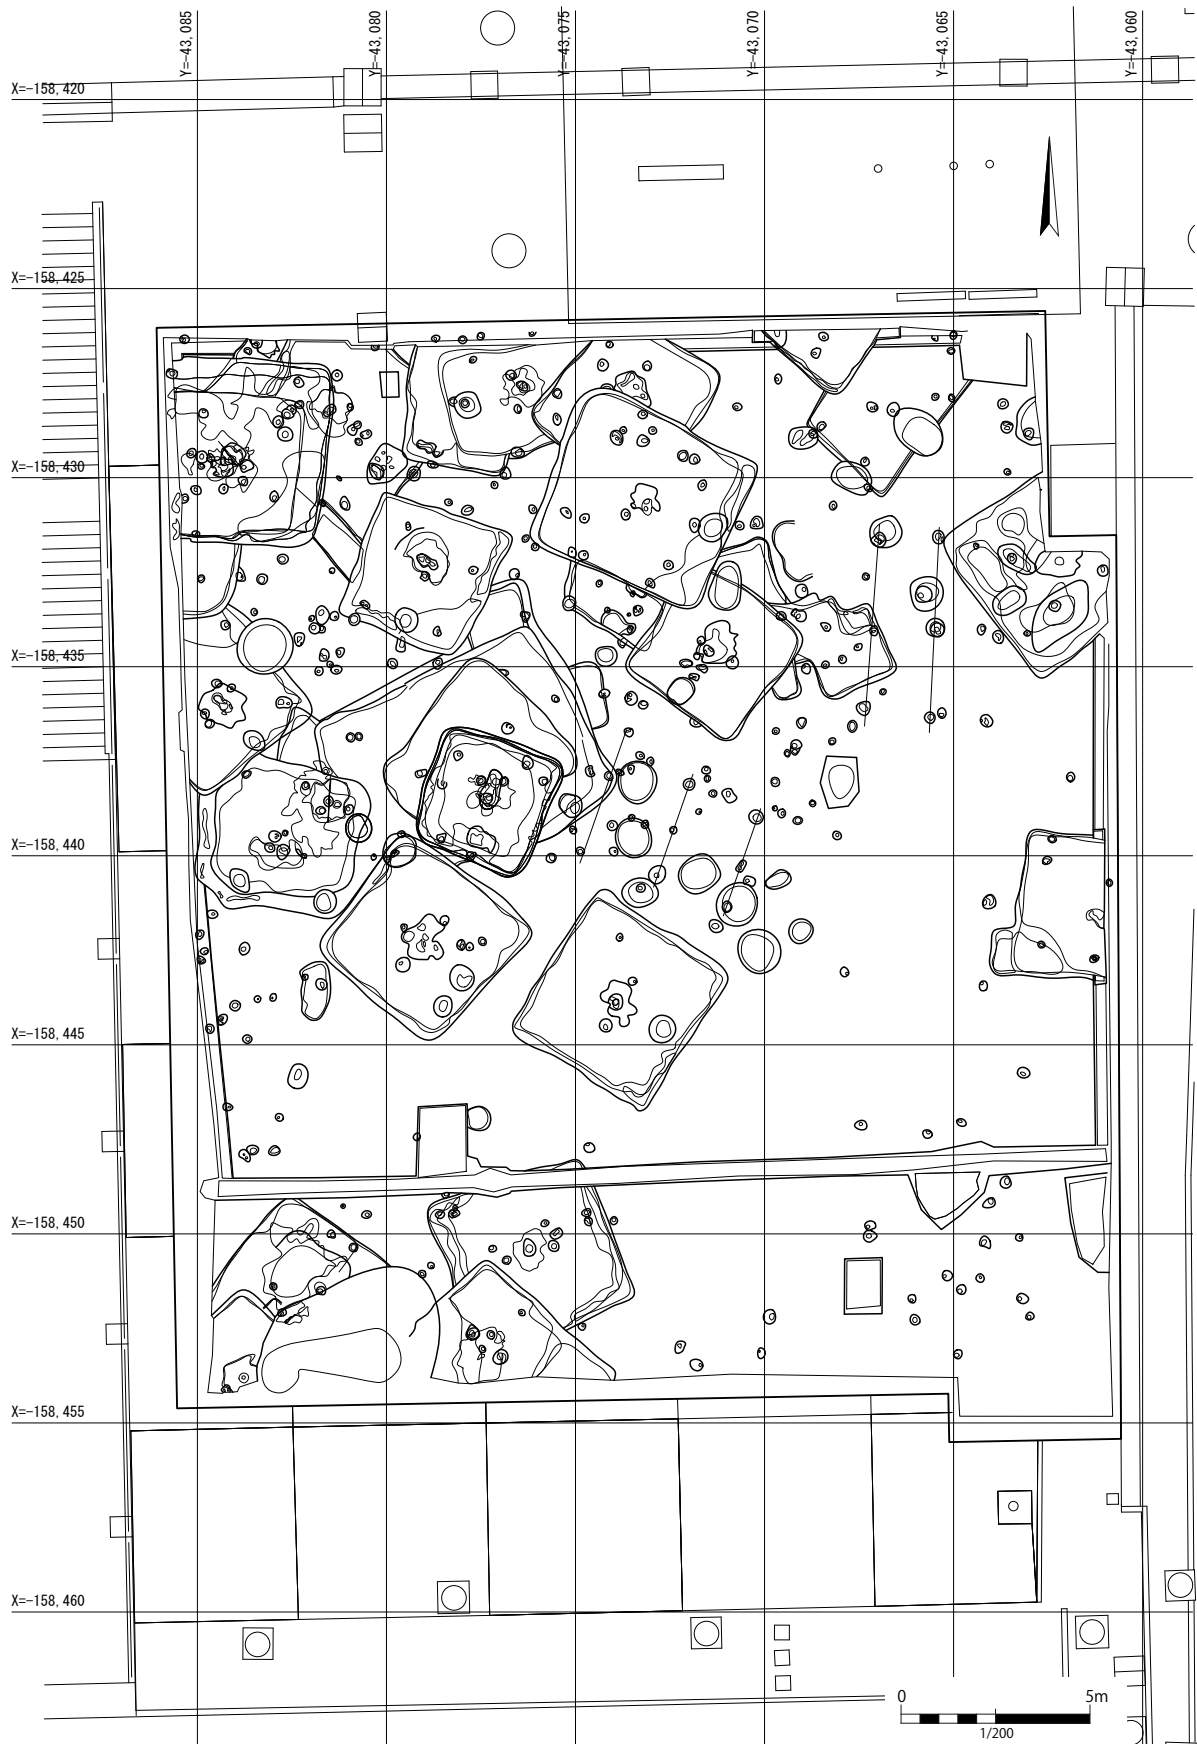 Y=-43, 085
Y=-43, 080
Y=-43, 075
Y=-43, 070
Y=-43, 065
Y=-43, 060
X=-158, 420
X=-158, 425
X=-158, 430
X=-158, 435
X=-158, 440
X=-158, 445
X=-158, 450
X=-158, 455
X=-158, 460
0 5m
1/200